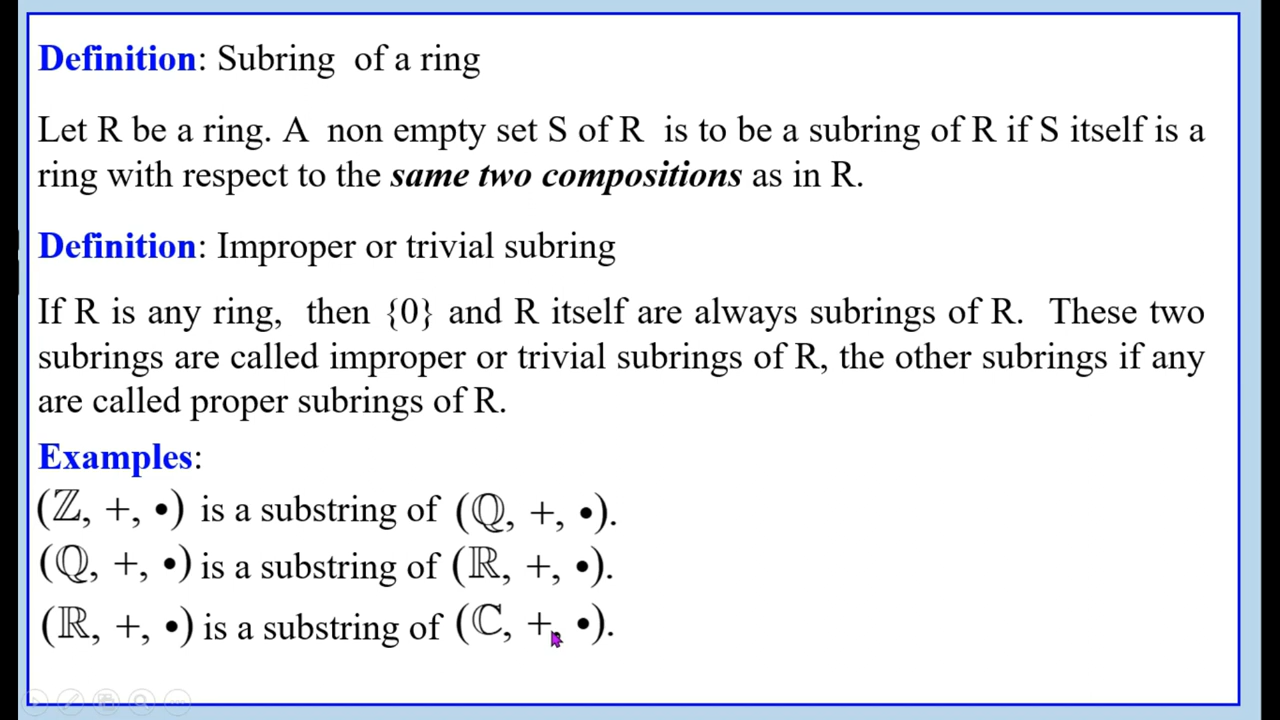 Definition: Subring of a ring
Let R be a ring. A non empty set S of R is to be a subring of R if S itself is a
ring with respect to the same two compositions as in R.
Definition: Improper or trivial subring
If R is any ring, then {0} and R itself are always subrings of R. These two
subrings are called improper or trivial subrings of R, the other subrings if any
are called proper subrings of R.
Examples:
(ℤ, +, •) is a substring of (ℚ, +, •).
(ℚ, +, •) is a substring of (ℝ, +, •).
(ℝ, +, •) is a substring of (ℂ, +, •).